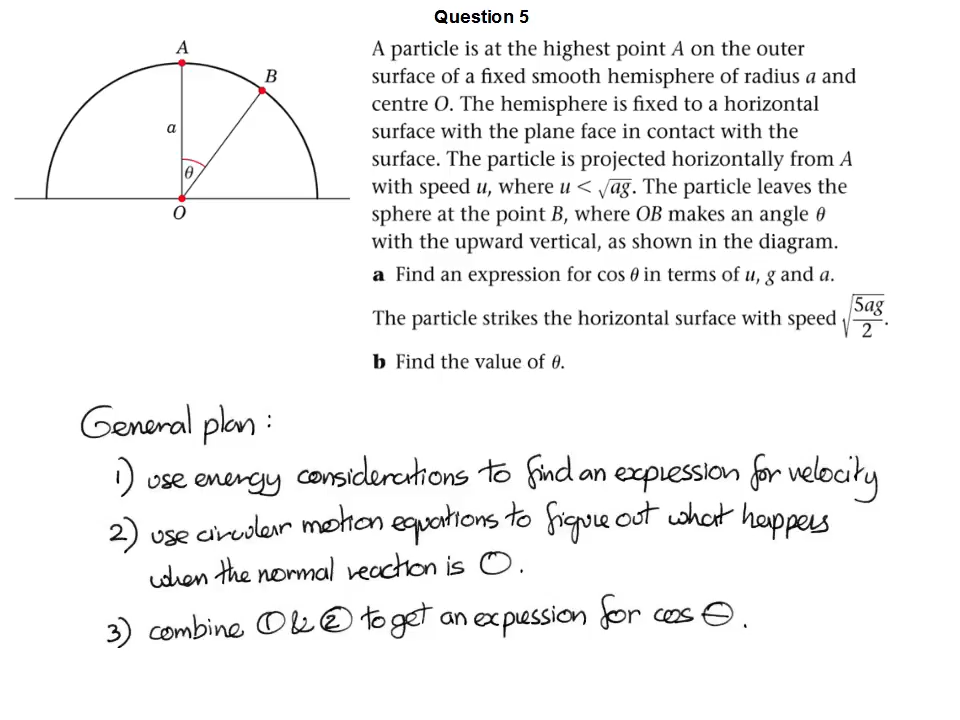 Question 5
A
B
a
θ
O
A particle is at the highest point A on the outer
surface of a fixed smooth hemisphere of radius a and
centre O. The hemisphere is fixed to a horizontal
surface with the plane face in contact with the
surface. The particle is projected horizontally from A
with speed u, where u < √ag. The particle leaves the
sphere at the point B, where OB makes an angle θ
with the upward vertical, as shown in the diagram.
a Find an expression for cos θ in terms of u, g and a.
The particle strikes the horizontal surface with speed √(5ag/2).
b Find the value of θ.
General plan:
1) use energy considerations to find an expression for velocity
2) use circular motion equations to figure out what happens
when the normal reaction is 0.
3) combine ① & ② to get an expression for cos θ.